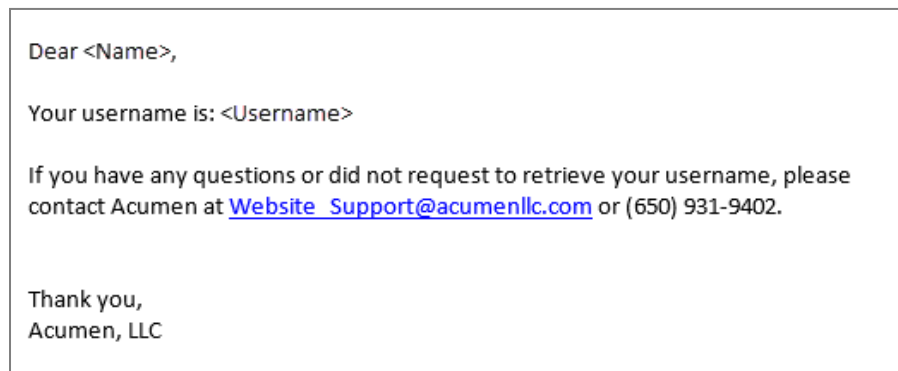 Dear <Name>,
Your username is: <Username>
If you have any questions or did not request to retrieve your username, please
contact Acumen at Website_Support@acumenllc.com or (650) 931-9402.
Thank you,
Acumen, LLC